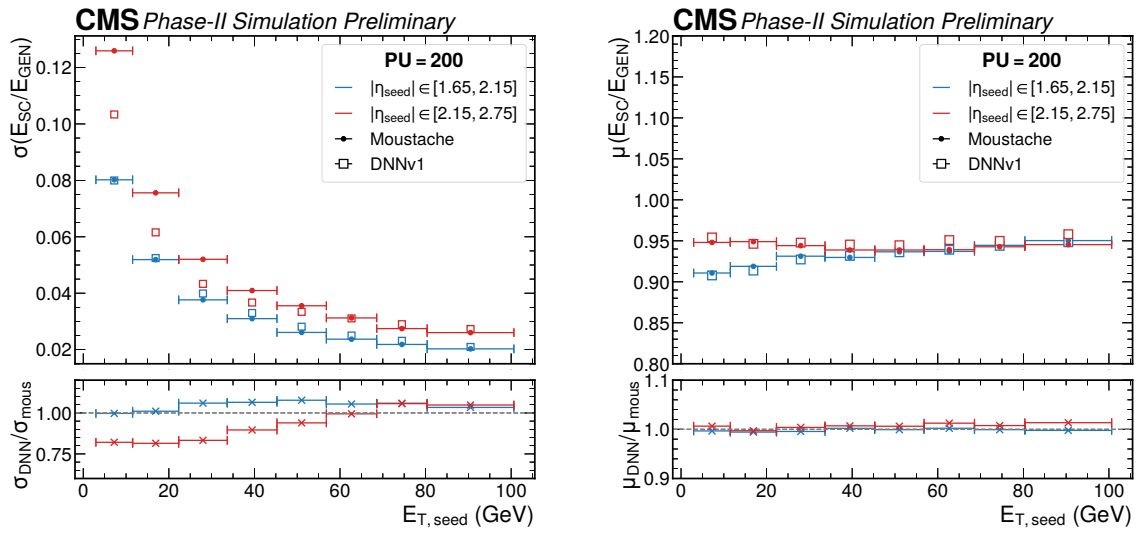 CMS Phase-II Simulation Preliminary
σ(E_SC/E_GEN)
0.12
0.10
0.08
0.06
0.04
0.02
PU = 200
|η_seed| ∈ [1.65, 2.15]
|η_seed| ∈ [2.15, 2.75]
Moustache
DNNv1
σ_DNN/σ_mous
1.00
0.75
0 20 40 60 80 100
E_T, seed (GeV)
CMS Phase-II Simulation Preliminary
μ(E_SC/E_GEN)
1.20
1.15
1.10
1.05
1.00
0.95
0.90
0.85
0.80
PU = 200
|η_seed| ∈ [1.65, 2.15]
|η_seed| ∈ [2.15, 2.75]
Moustache
DNNv1
μ_DNN/μ_mous
1.1
1.0
0.9
0 20 40 60 80 100
E_T, seed (GeV)